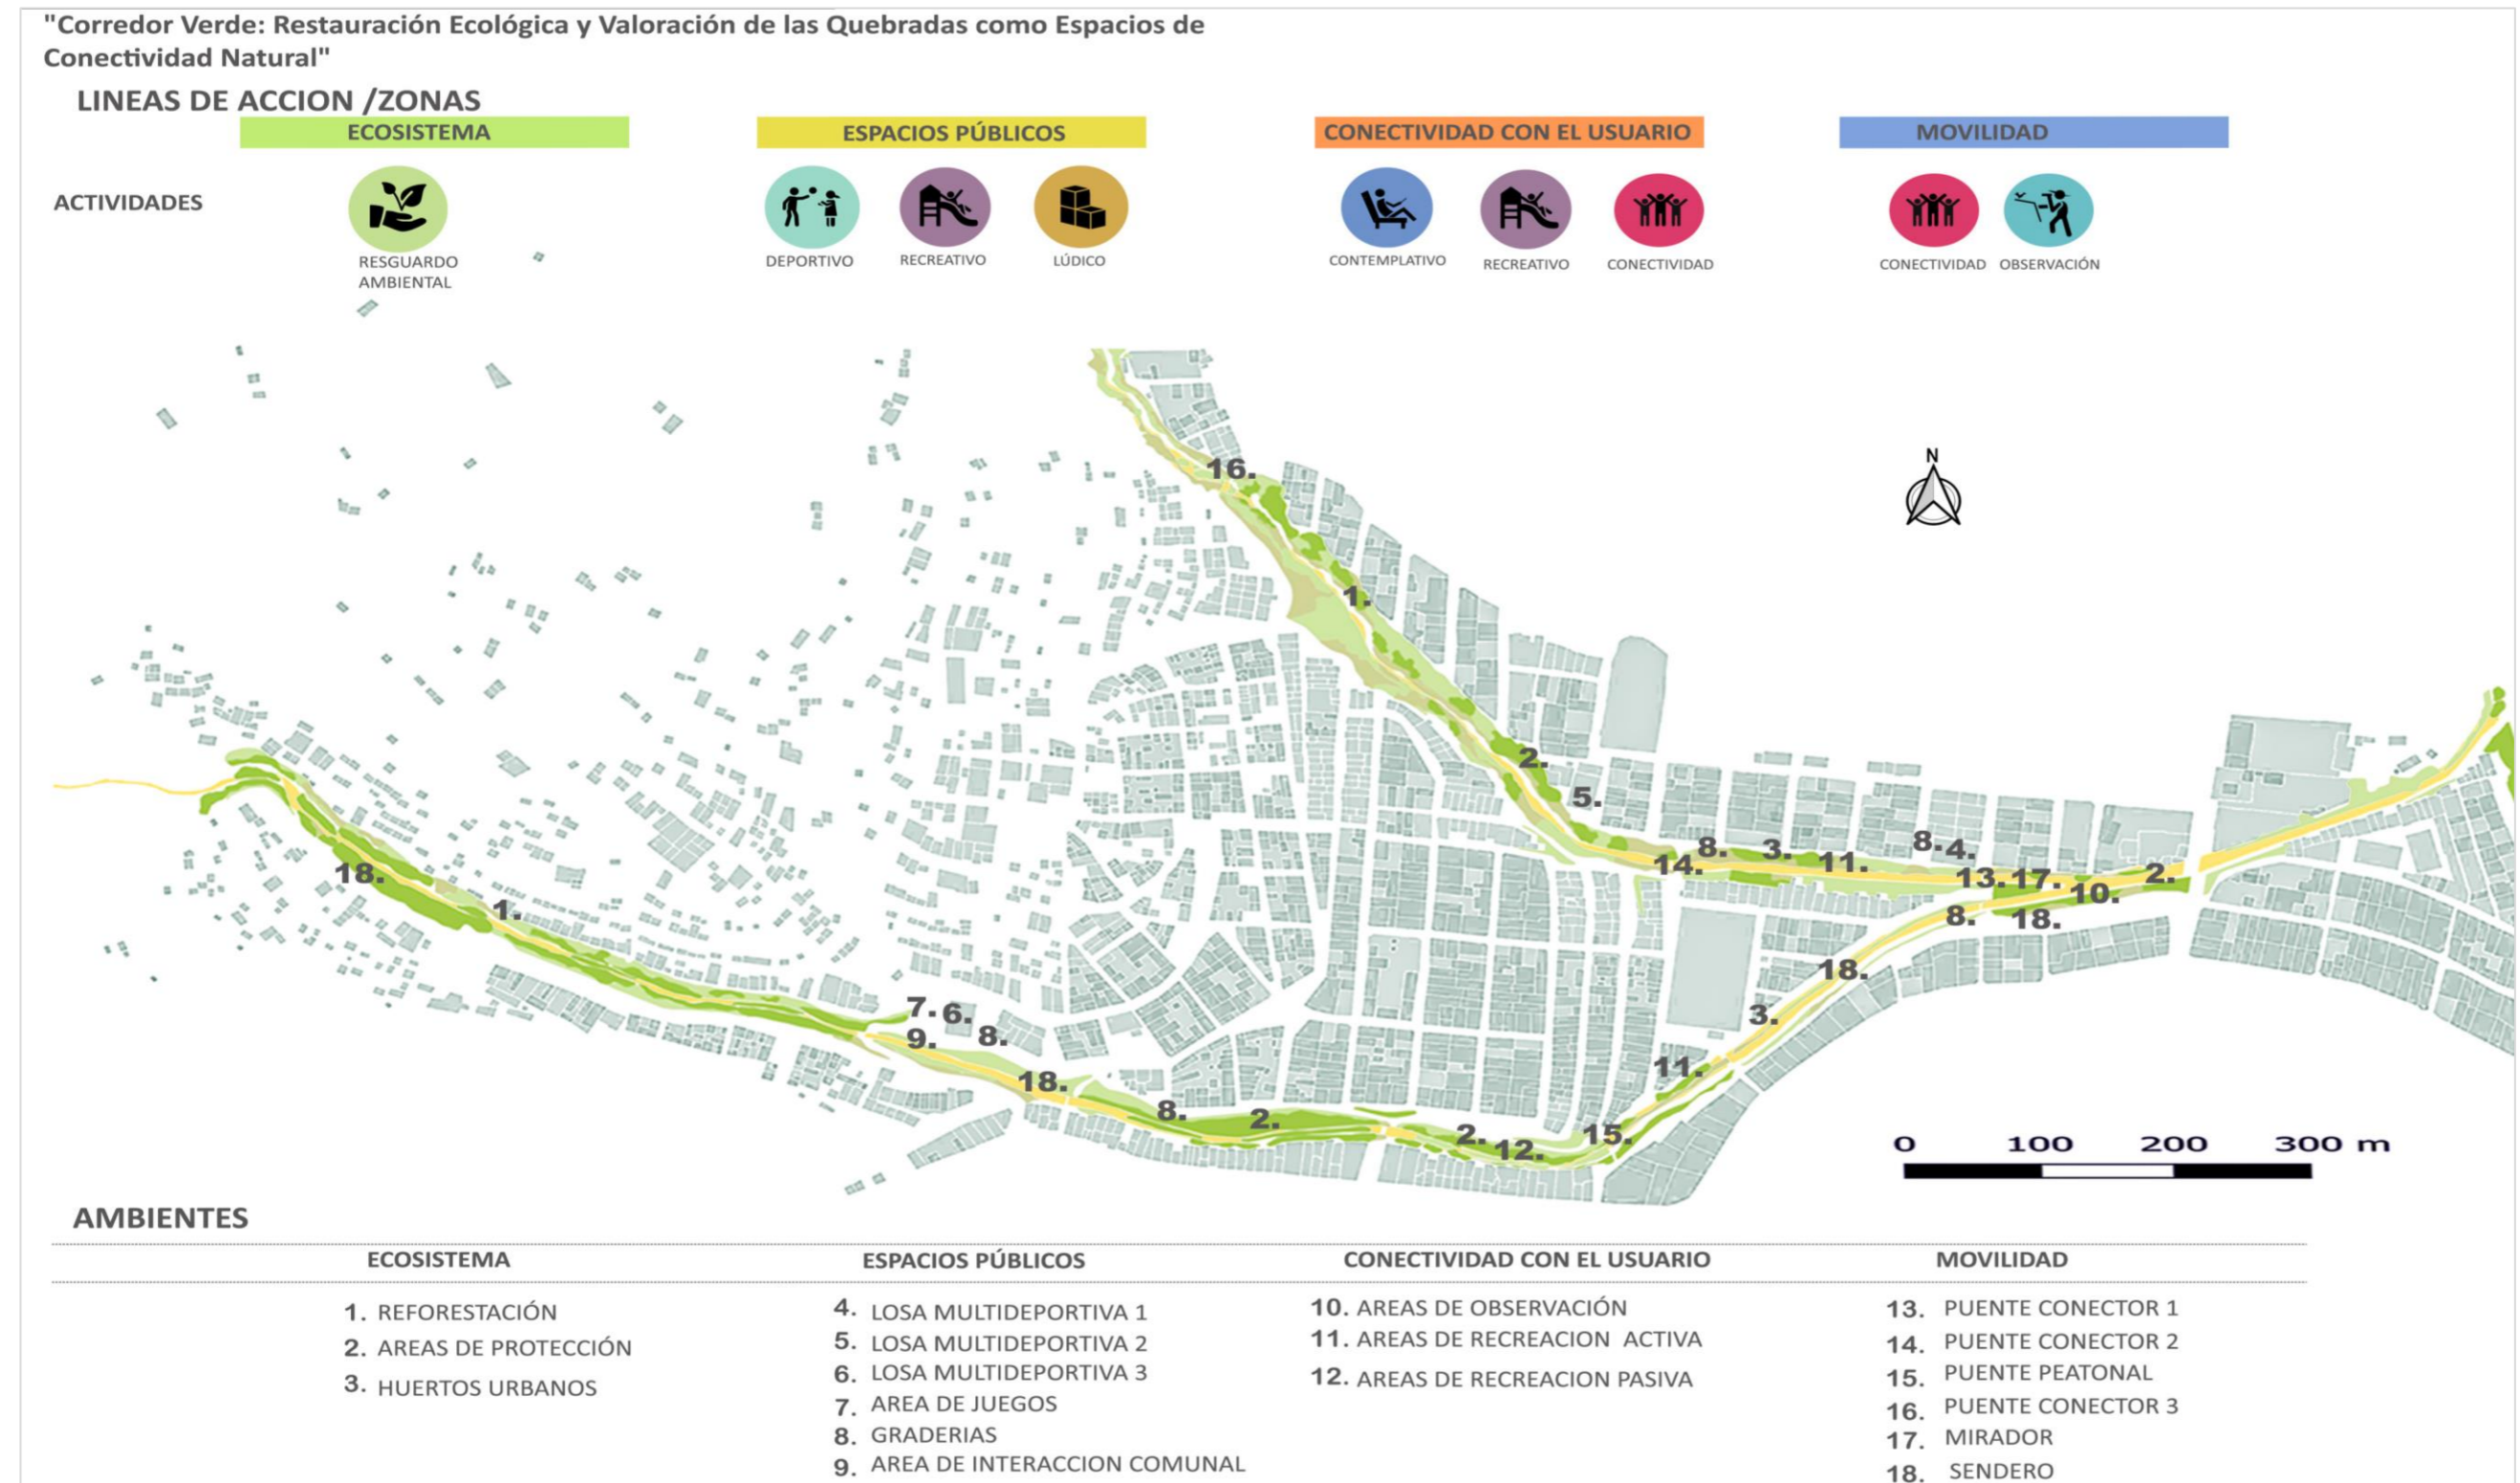 "Corredor Verde: Restauración Ecológica y Valoración de las Quebradas como Espacios de
Conectividad Natural"
LINEAS DE ACCION /ZONAS
ECOSISTEMA
ESPACIOS PÚBLICOS
CONECTIVIDAD CON EL USUARIO
MOVILIDAD
ACTIVIDADES
RESGUARDO
AMBIENTAL
DEPORTIVO
RECREATIVO
LÚDICO
CONTEMPLATIVO
RECREATIVO
CONECTIVIDAD
CONECTIVIDAD
OBSERVACIÓN
N
16.
1.
2.
5.
8.
3.
11.
14.
8.
4.
13.
17.
10.
2.
8.
18.
18.
3.
11.
18.
1.
7.
6.
8.
9.
18.
8.
2.
2.
12.
15.
0 100 200 300 m
AMBIENTES
ECOSISTEMA
1. REFORESTACIÓN
2. AREAS DE PROTECCIÓN
3. HUERTOS URBANOS
ESPACIOS PÚBLICOS
4. LOSA MULTIDEPORTIVA 1
5. LOSA MULTIDEPORTIVA 2
6. LOSA MULTIDEPORTIVA 3
7. AREA DE JUEGOS
8. GRADERIAS
9. AREA DE INTERACCION COMUNAL
CONECTIVIDAD CON EL USUARIO
10. AREAS DE OBSERVACIÓN
11. AREAS DE RECREACION ACTIVA
12. AREAS DE RECREACION PASIVA
MOVILIDAD
13. PUENTE CONECTOR 1
14. PUENTE CONECTOR 2
15. PUENTE PEATONAL
16. PUENTE CONECTOR 3
17. MIRADOR
18. SENDERO